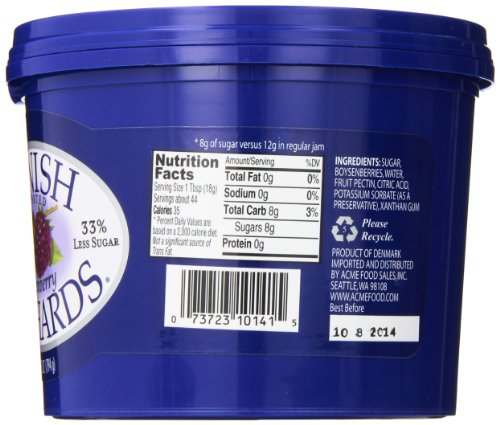 * 8g of sugar versus 12g in regular jam
NISH
33%
LESS SUGAR
HARDS®
Nutrition
Facts
Serving Size 1 Tbsp (18g)
Servings about 44
Calories 35
* Percent Daily Values are
based on a 2,000 calorie diet.
Not a significant source of
Trans Fat.
Amount/Serving %DV
Total Fat 0g 0%
Sodium 0g 0%
Total Carb 8g 3%
Sugars 8g
Protein 0g
INGREDIENTS: SUGAR,
BOYSENBERRIES, WATER,
FRUIT PECTIN, CITRIC ACID,
POTASSIUM SORBATE (AS A
PRESERVATIVE), XANTHAN GUM
5
Please
Recycle.
PRODUCT OF DENMARK
IMPORTED AND DISTRIBUTED
BY ACME FOOD SALES, INC.
SEATTLE, WA 98108
WWW.ACMEFOOD.COM
Best Before
10 8 2014
0 73723 10141 5